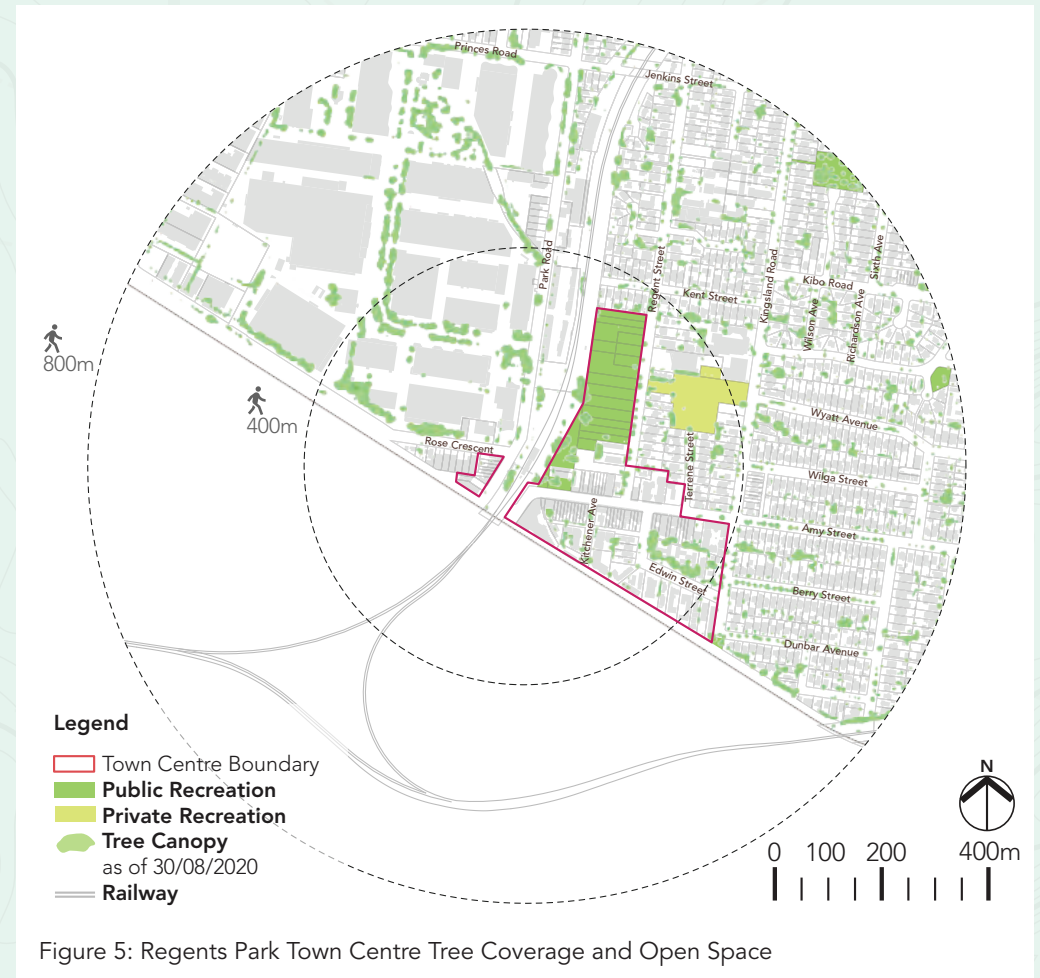 Princes Road
Jenkins Street
Park Road
Regent Street
Kent Street
Kingsland Road
Kibo Road
Sixth Ave
Wilson Ave
Richardson Ave
800m
400m
Wyatt Avenue
Rose Crescent
Terrene Street
Wilga Street
Kitchener Ave
Amy Street
Edwin Street
Berry Street
Dunbar Avenue
Legend
Town Centre Boundary
Public Recreation
Private Recreation
Tree Canopy
as of 30/08/2020
Railway
N
0 100 200 400m
Figure 5: Regents Park Town Centre Tree Coverage and Open Space